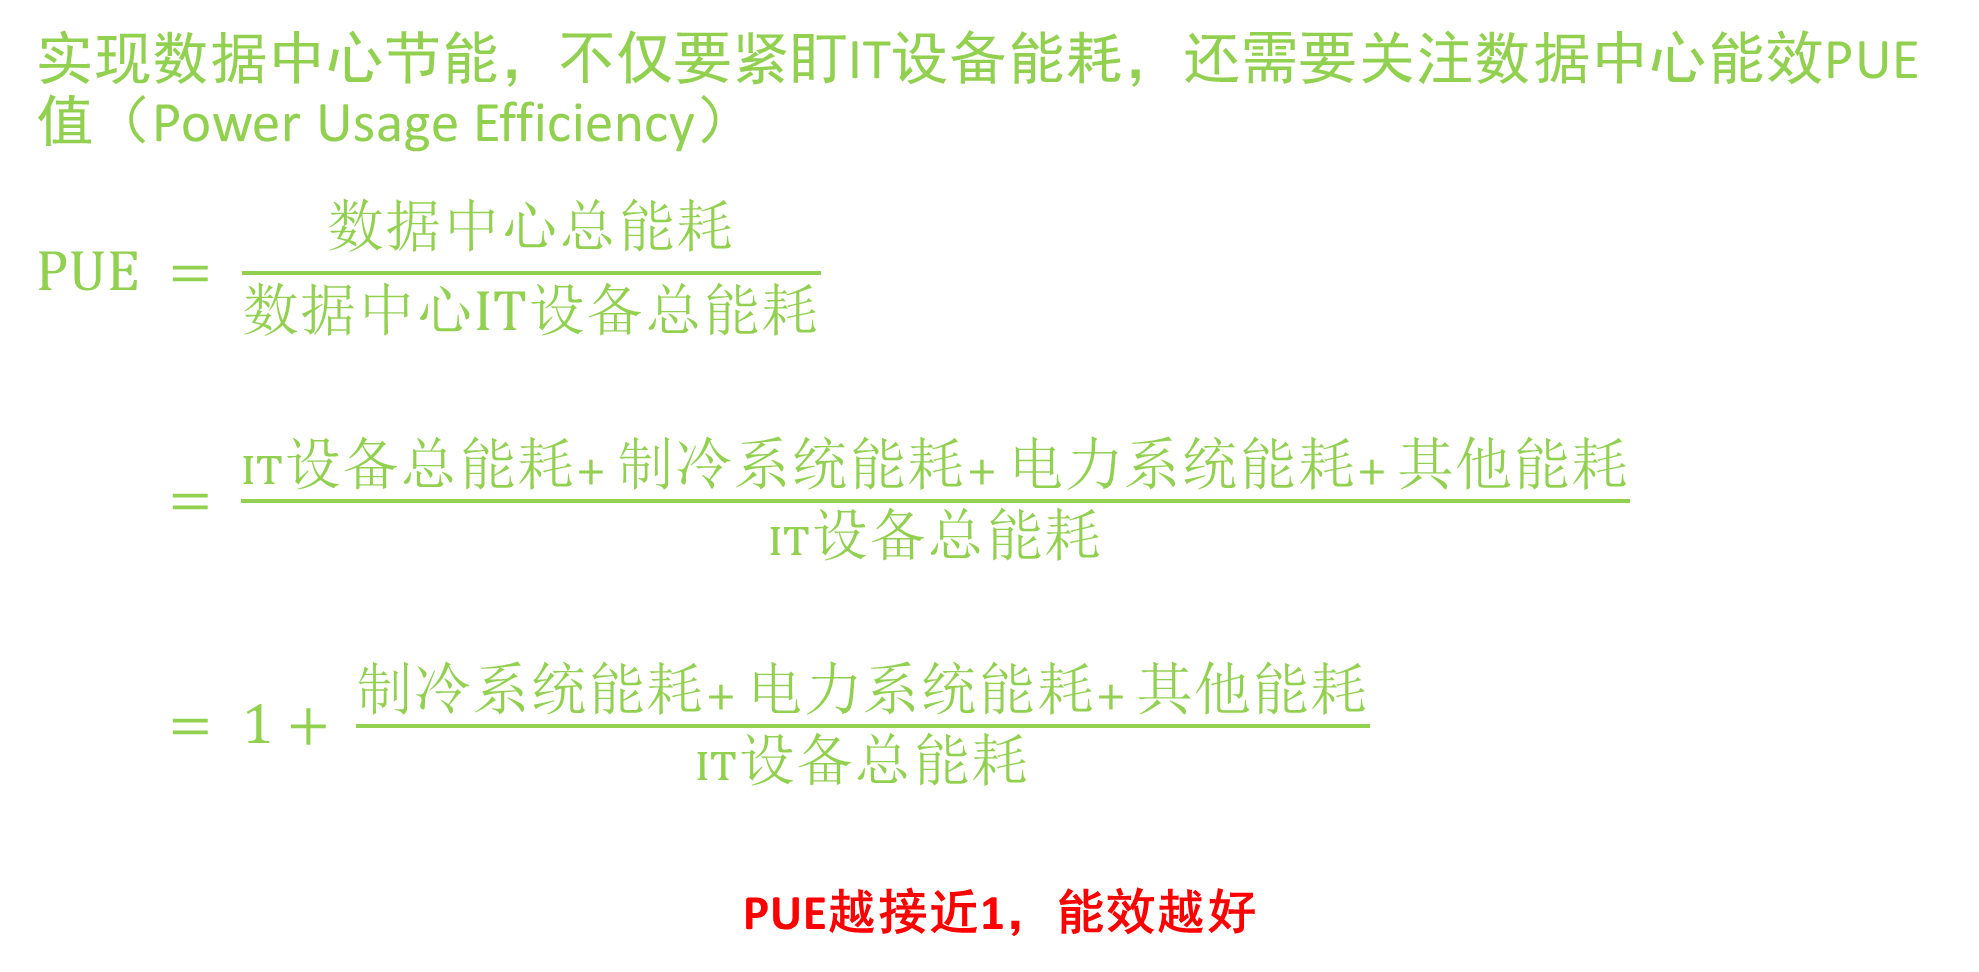 实现数据中心节能，不仅要紧盯IT设备能耗，还需要关注数据中心能效PUE
值（Power Usage Efficiency）
数据中心总能耗
PUE =
数据中心IT设备总能耗
IT设备总能耗+ 制冷系统能耗+ 电力系统能耗+ 其他能耗
=
IT设备总能耗
制冷系统能耗+ 电力系统能耗+ 其他能耗
= 1 +
IT设备总能耗
PUE越接近1，能效越好